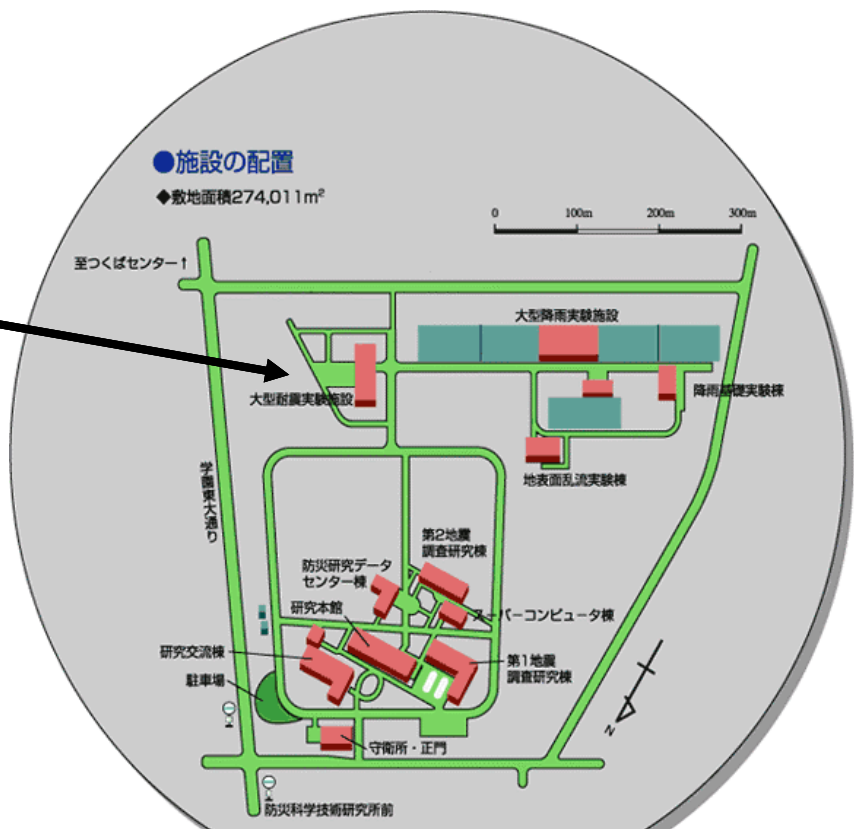 ●施設の配置
◆敷地面積274,011m²
0 100m 200m 300m
至つくばセンター↑
大型降雨実験施設
大型耐震実験施設
降雨基礎実験棟
地表面乱流実験棟
学園東大通り
第2地震
調査研究棟
防災研究データ
センター棟
研究本館
スーパーコンピュータ棟
研究交流棟
第1地震
調査研究棟
駐車場
N
守衛所・正門
防災科学技術研究所前